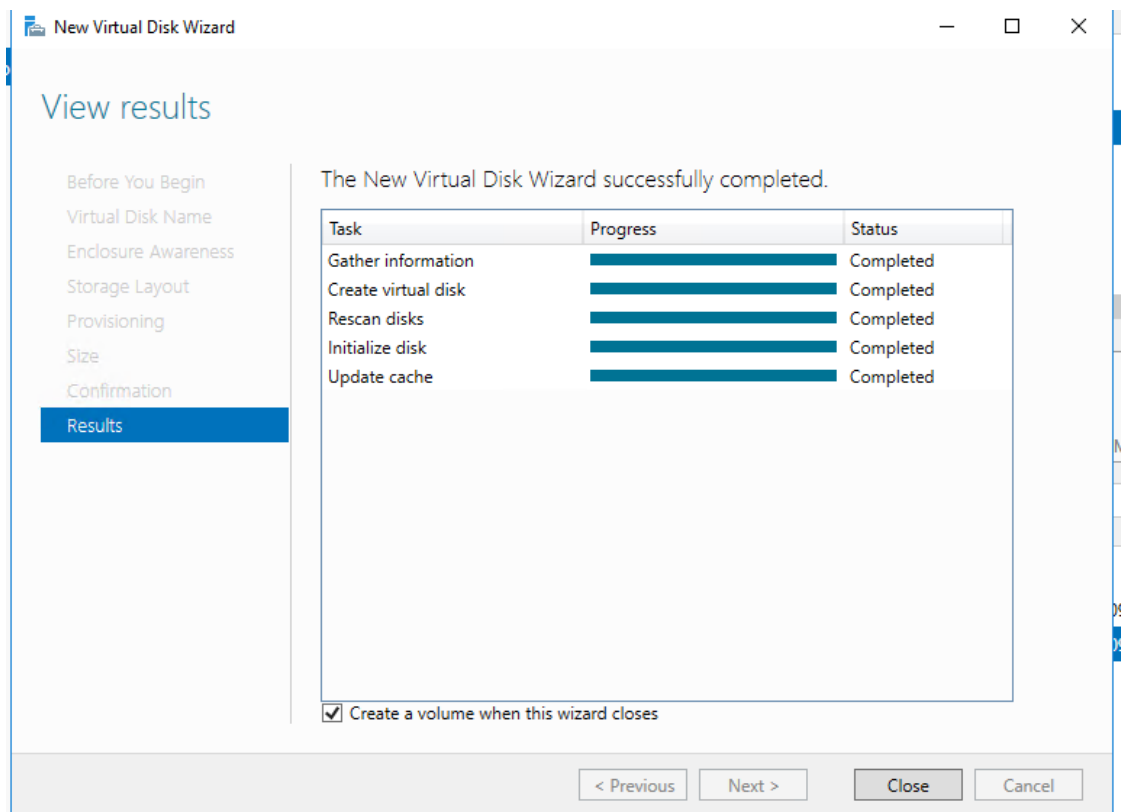 New Virtual Disk Wizard
View results
Before You Begin
Virtual Disk Name
Enclosure Awareness
Storage Layout
Provisioning
Size
Confirmation
Results
The New Virtual Disk Wizard successfully completed.
Task Progress Status
Gather information Completed
Create virtual disk Completed
Rescan disks Completed
Initialize disk Completed
Update cache Completed
Create a volume when this wizard closes
< Previous Next > Close Cancel